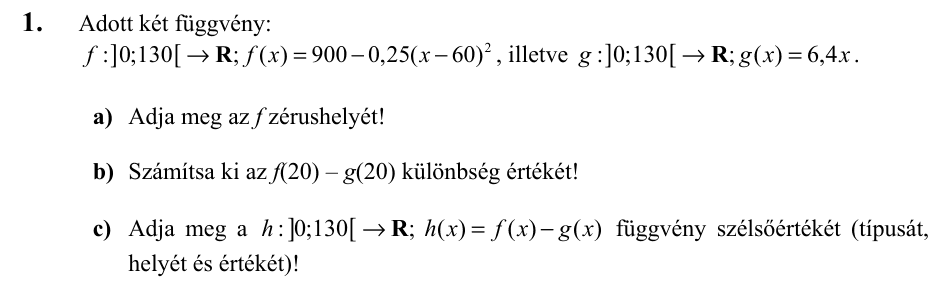 1. Adott két függvény:
f :]0;130[ → R; f(x) = 900 − 0,25(x − 60)², illetve g :]0;130[ → R; g(x) = 6,4x .
a) Adja meg az f zérushelyét!
b) Számítsa ki az f(20) – g(20) különbség értékét!
c) Adja meg a h : ]0;130[ → R; h(x) = f(x) − g(x) függvény szélsőértékét (típusát,
helyét és értékét)!